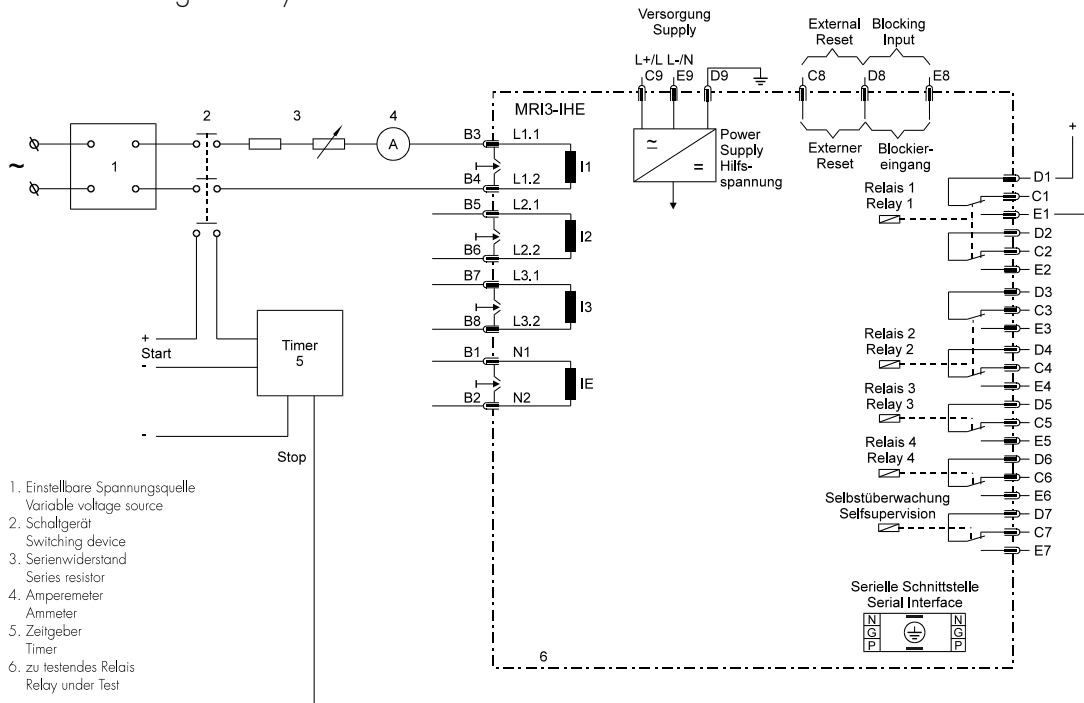 Versorgung
Supply
L+/L L-/N
C9 E9 D9
External Reset
Blocking Input
C8 D8 E8
2 3 4
MRI3-IHE
~
1
A
B3 L1.1
I1
B4 L1.2
B5 L2.1
I2
B6 L2.2
B7 L3.1
I3
B8 L3.2
B1 N1
IE
B2 N2
~
=
Power
Supply
Hilfs-
spannung
Externer
Reset
Blockier-
eingang
+
Relais 1
Relay 1
Relais 2
Relay 2
Relais 3
Relay 3
Relais 4
Relay 4
Selbstüberwachung
Selfsupervision
D1
C1
E1
D2
C2
E2
D3
C3
E3
D4
C4
E4
D5
C5
E5
D6
C6
E6
D7
C7
E7
+
Start
-
Timer
5
-
Stop
Serielle Schnittstelle
Serial Interface
N N
G G
P P
6
1. Einstellbare Spannungsquelle
Variable voltage source
2. Schaltgerät
Switching device
3. Serienwiderstand
Series resistor
4. Amperemeter
Ammeter
5. Zeitgeber
Timer
6. zu testendes Relais
Relay under Test